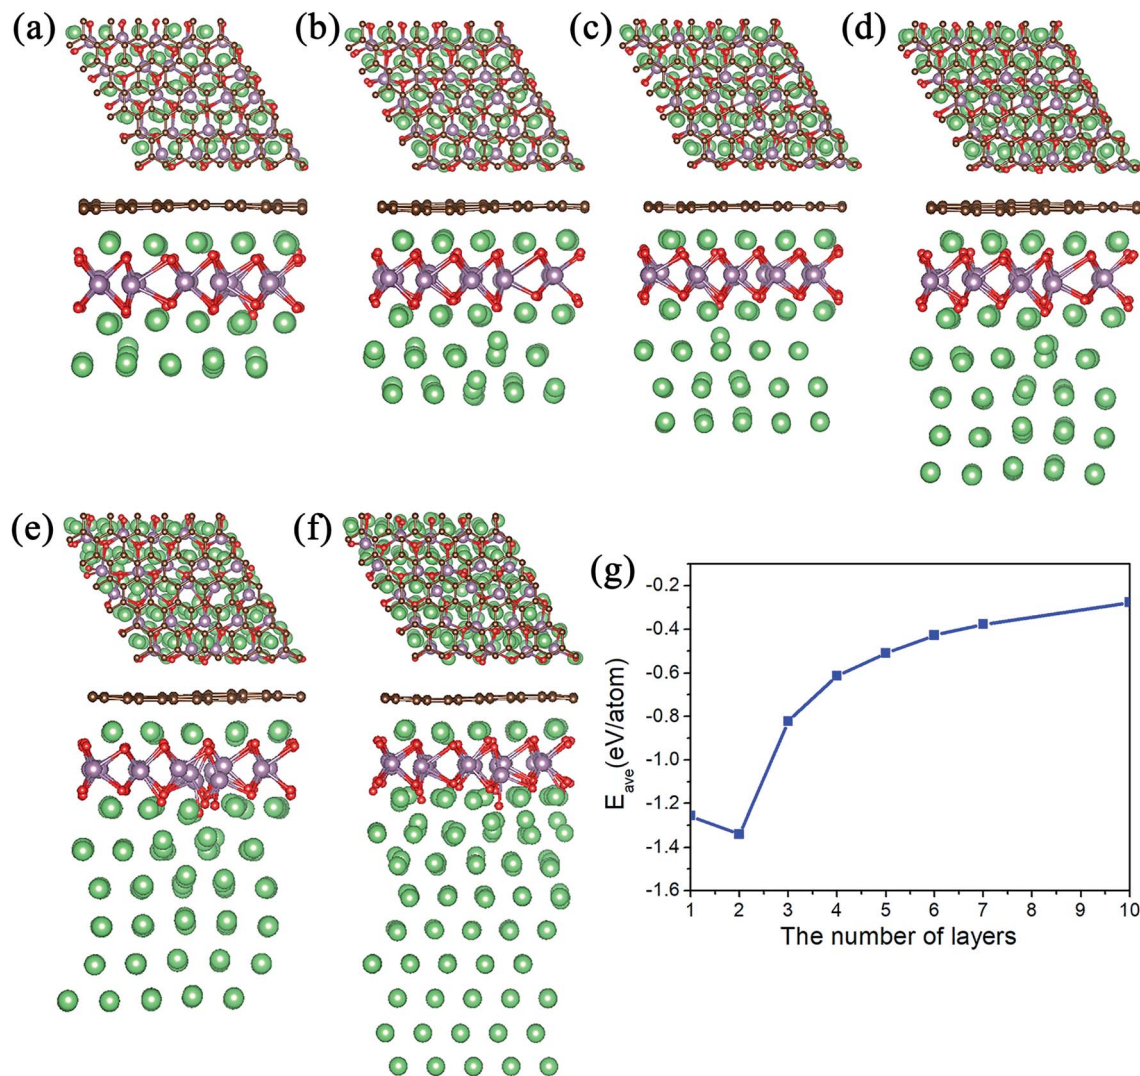 (a)
(b)
(c)
(d)
(e)
(f)
(g)
-0.2
-0.4
-0.6
-0.8
-1.0
-1.2
-1.4
-1.6
E_ave(eV/atom)
1 2 3 4 5 6 7 8 9 10
The number of layers